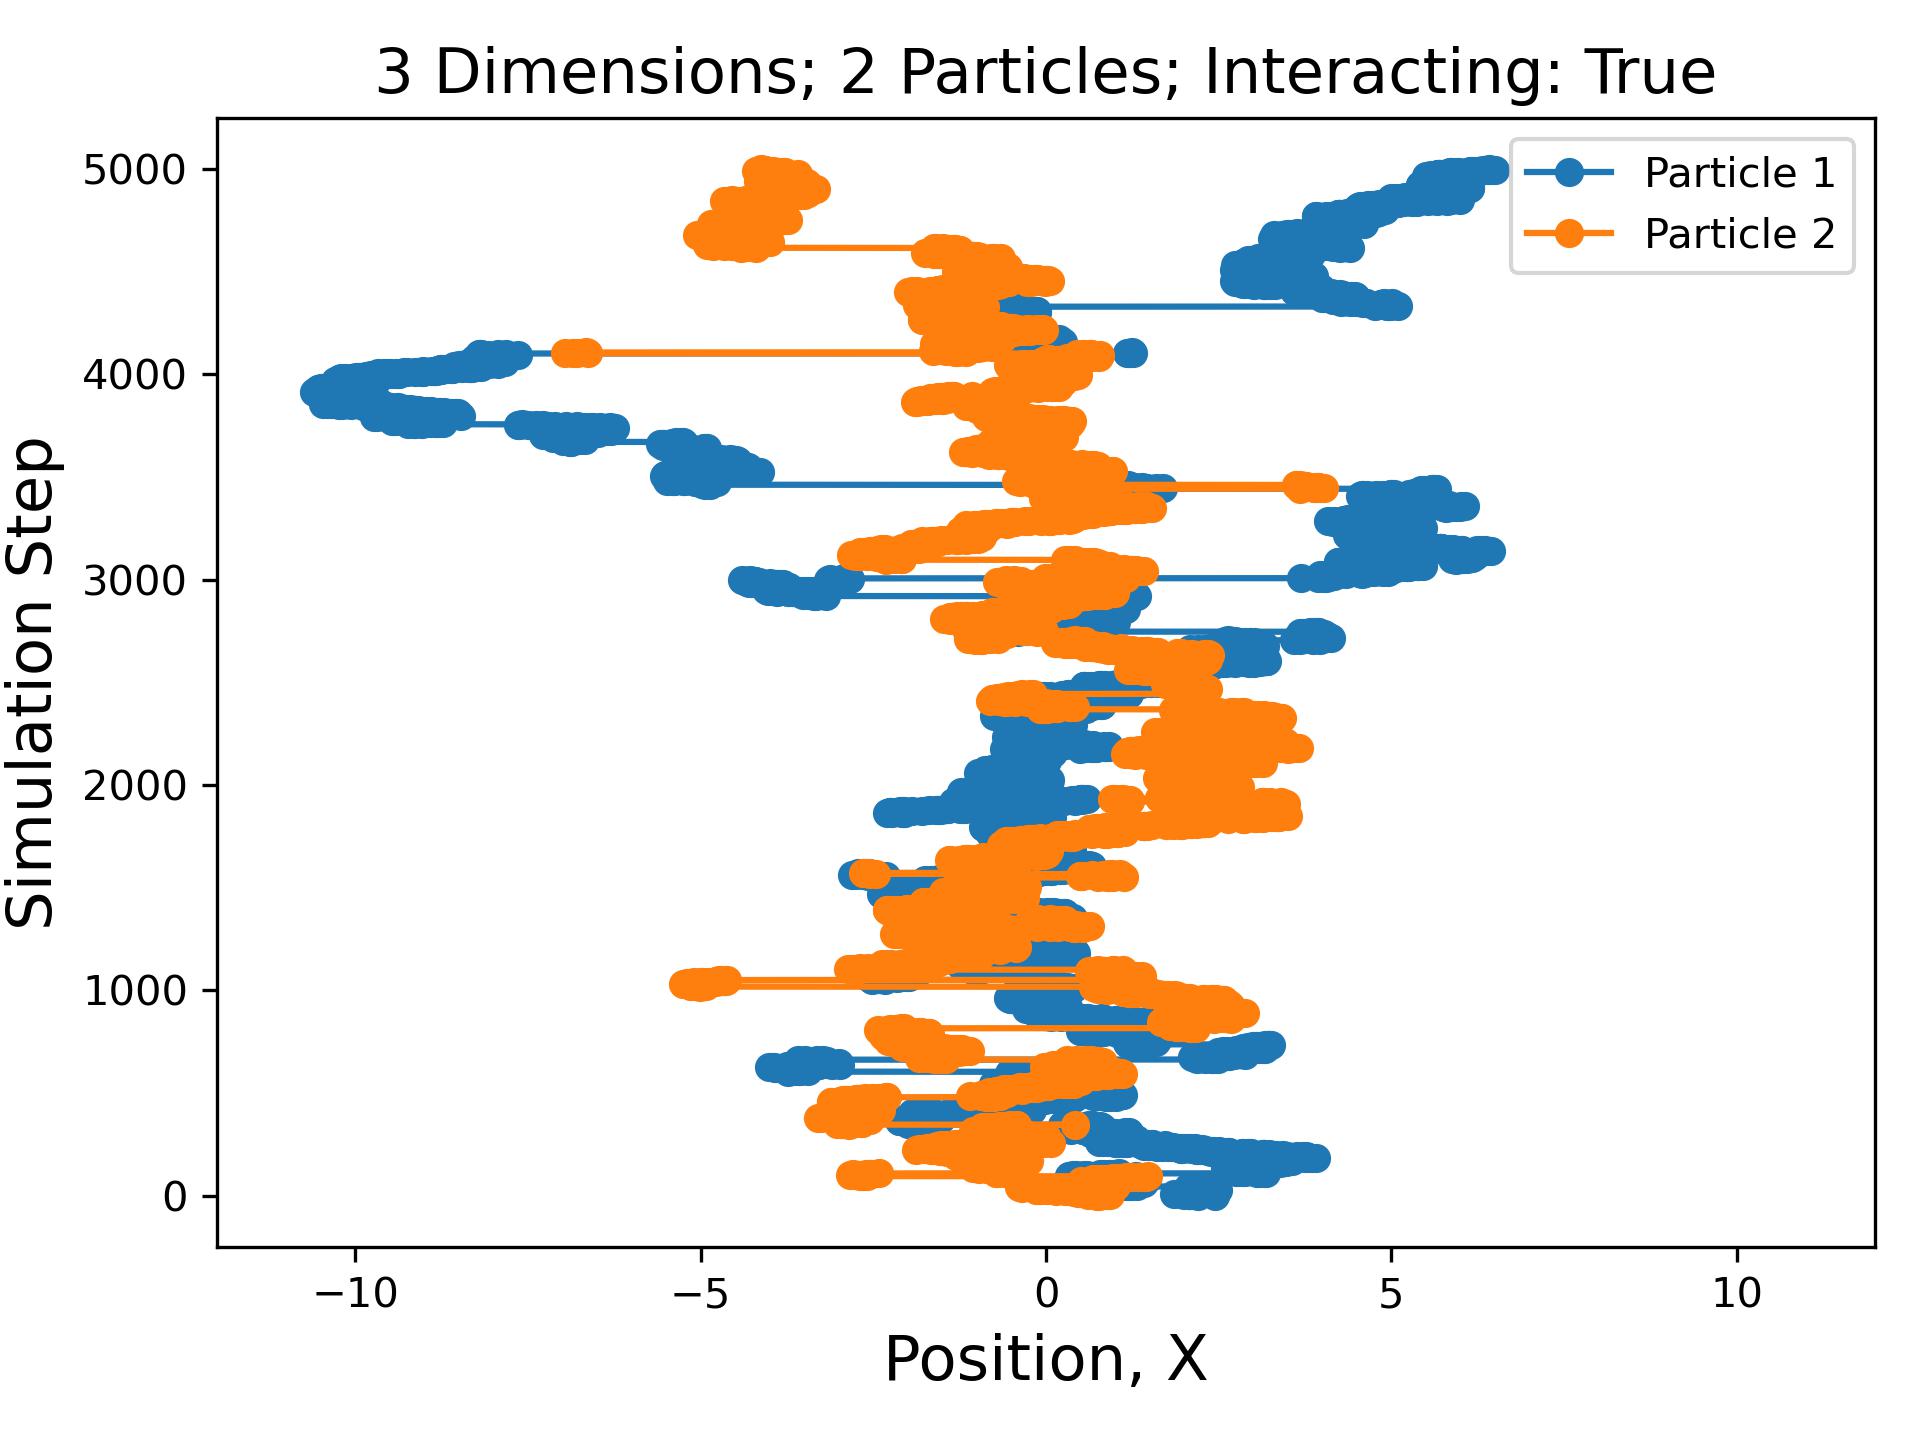 3 Dimensions; 2 Particles; Interacting: True
Particle 1
Particle 2
5000
4000
3000
2000
1000
0
Simulation Step
−10
−5
0
5
10
Position, X